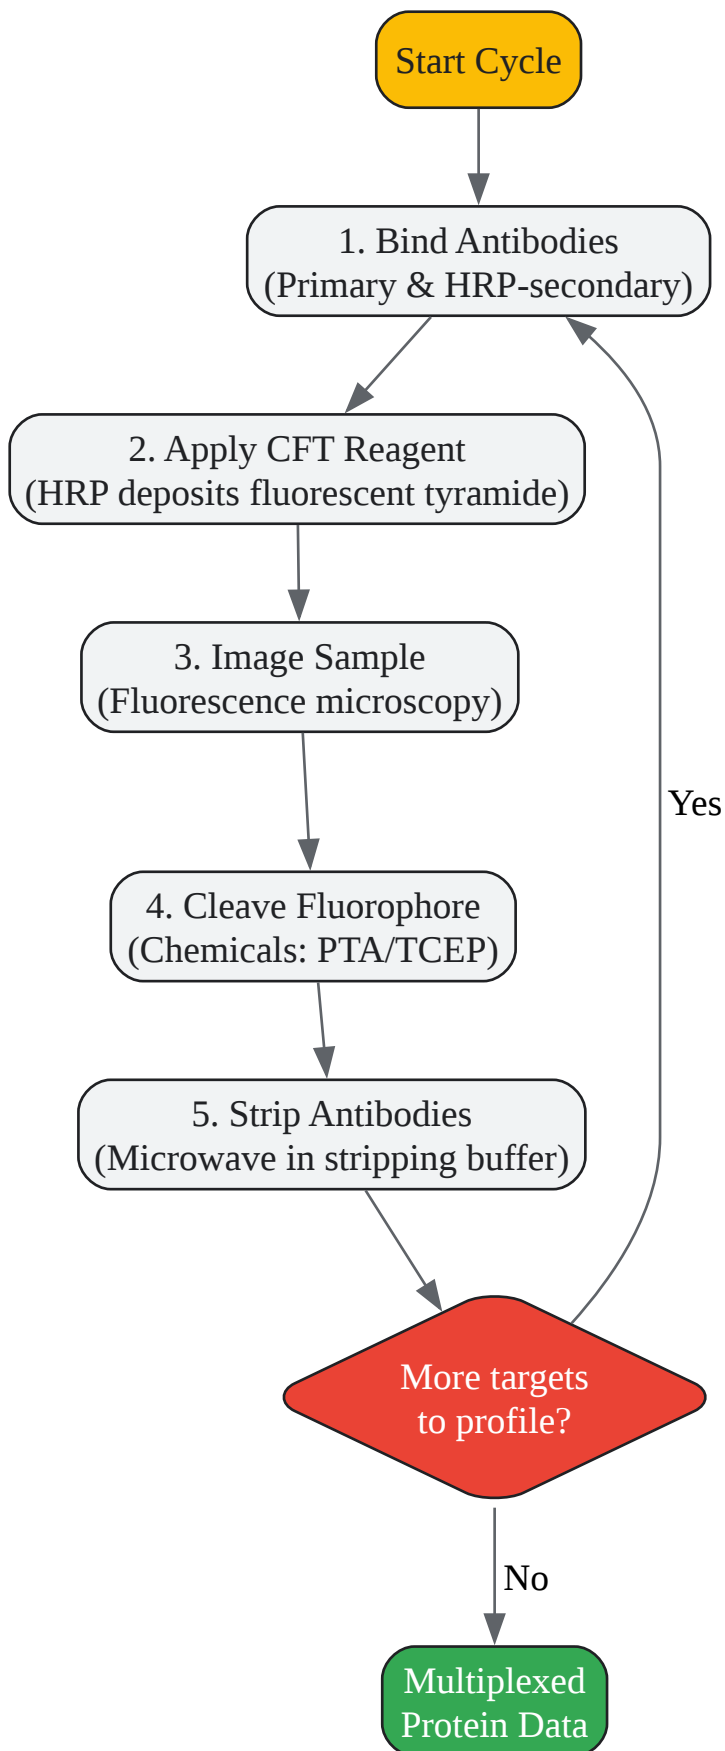 Start Cycle
1. Bind Antibodies
(Primary & HRP-secondary)
2. Apply CFT Reagent
(HRP deposits fluorescent tyramide)
3. Image Sample
(Fluorescence microscopy)
Yes
4. Cleave Fluorophore
(Chemicals: PTA/TCEP)
5. Strip Antibodies
(Microwave in stripping buffer)
More targets
to profile?
No
Multiplexed
Protein Data